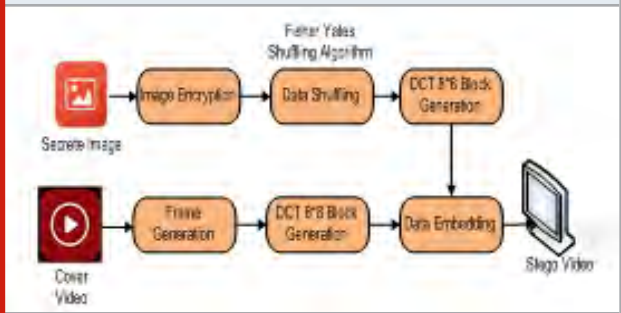 Fisher Yates
Shuffling Algorithm
Image Encryption
Data Shuffling
DCT 8*8 Block
Generation
Secrete Image
Frame
Generation
DCT 8*8 Block
Generation
Data Embedding
Cover
Video
Stego Video